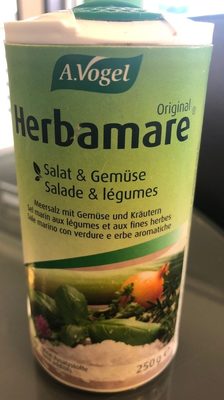 A.Vogel
Original
Herbamare®
Salat & Gemüse
Salade & légumes
Meersalz mit Gemüse und Kräutern
Sel marin aux légumes et aux fines herbes
Sale marino con verdure e erbe aromatiche
250g